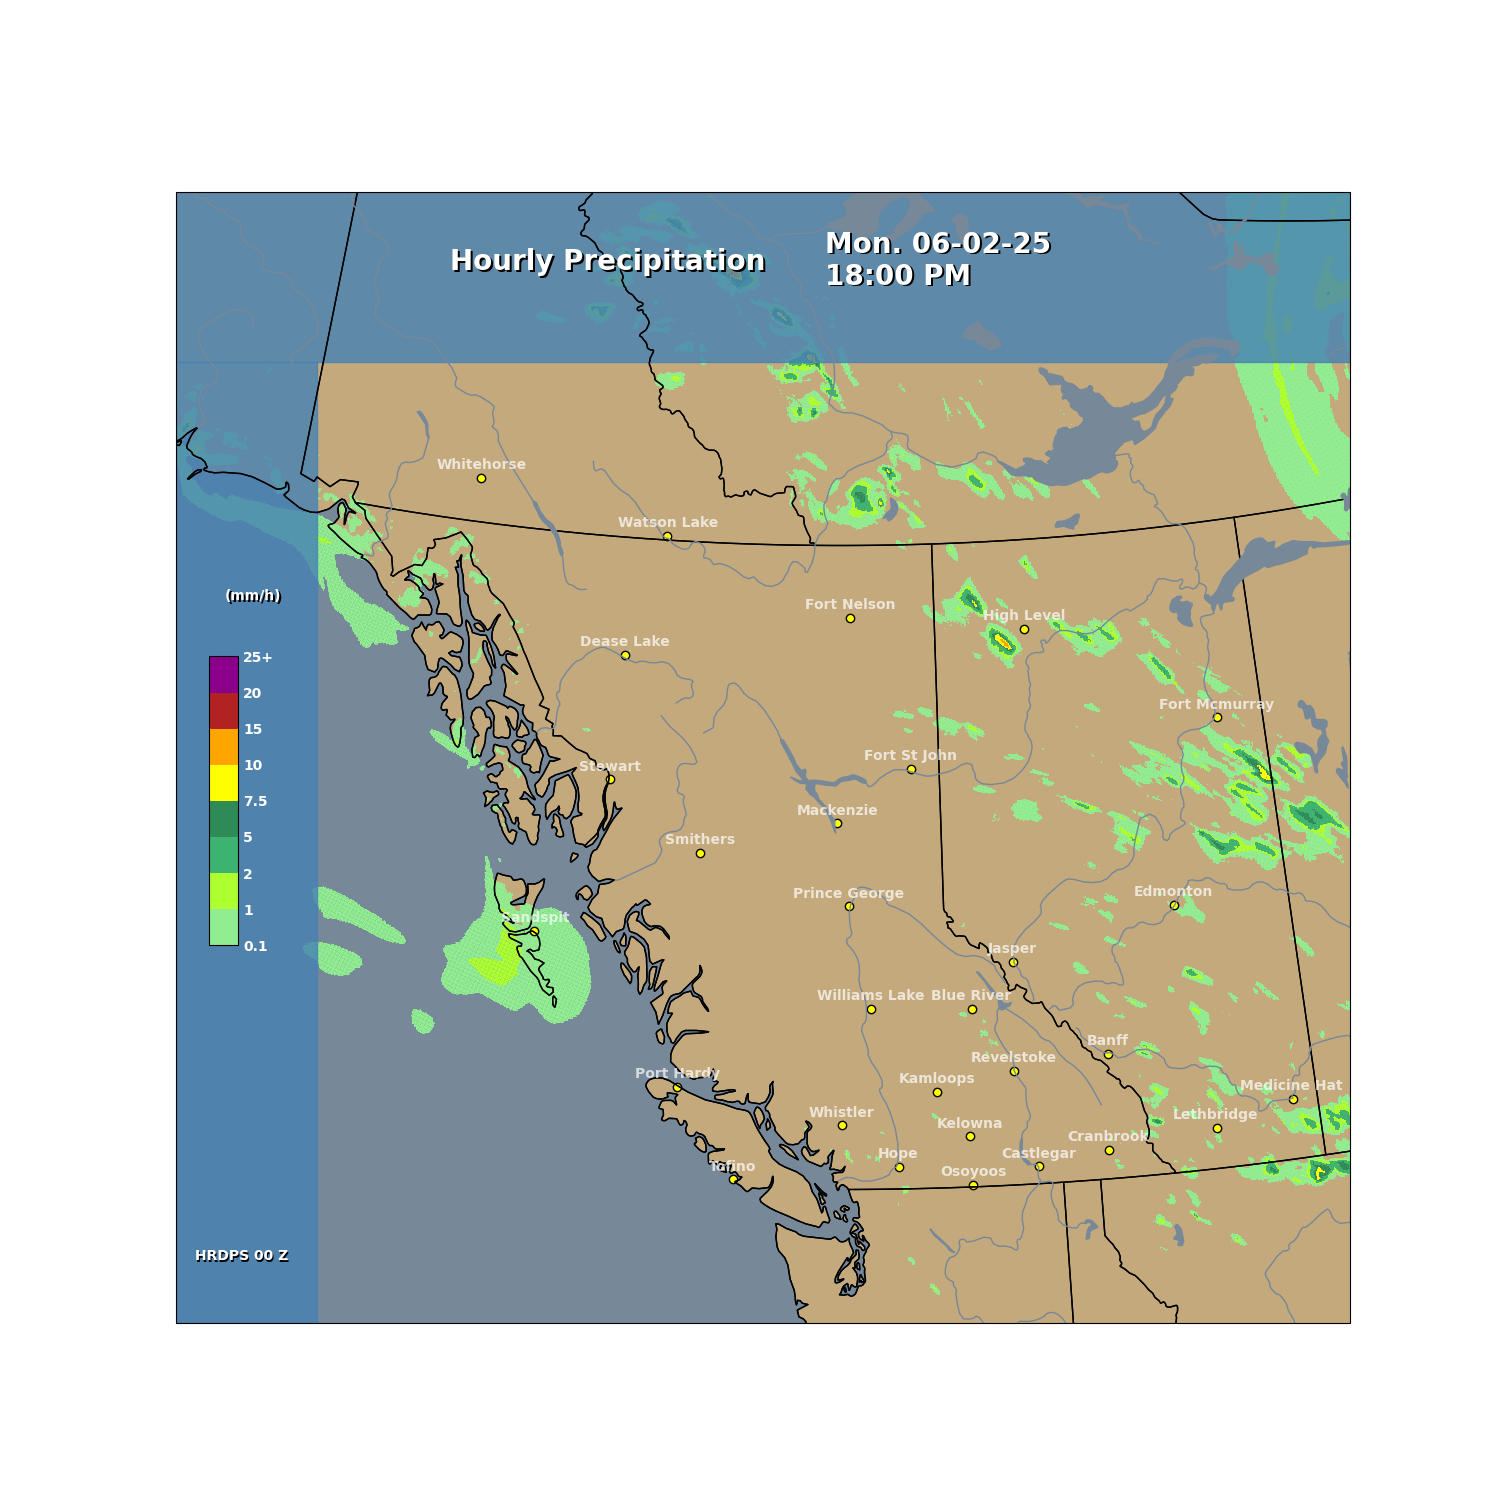 Hourly Precipitation
Mon. 06-02-25
18:00 PM
Whitehorse
Watson Lake
(mm/h)
Fort Nelson
High Level
Dease Lake
25+
20
15
10
7.5
5
2
1
0.1
Fort Mcmurray
Fort St John
Stewart
Mackenzie
Smithers
Prince George
Edmonton
Sandspit
Jasper
Williams Lake
Blue River
Banff
Revelstoke
Port Hardy
Kamloops
Medicine Hat
Whistler
Lethbridge
Kelowna
Cranbrook
Hope
Castlegar
Tofino
Osoyoos
HRDPS 00 Z